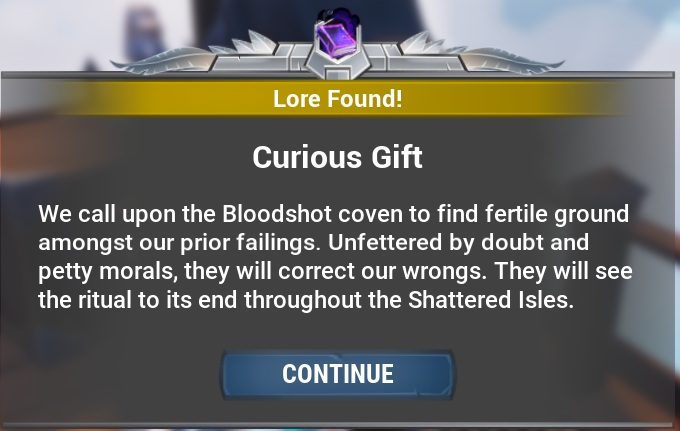 Lore Found!
Curious Gift
We call upon the Bloodshot coven to find fertile ground
amongst our prior failings. Unfettered by doubt and
petty morals, they will correct our wrongs. They will see
the ritual to its end throughout the Shattered Isles.
CONTINUE